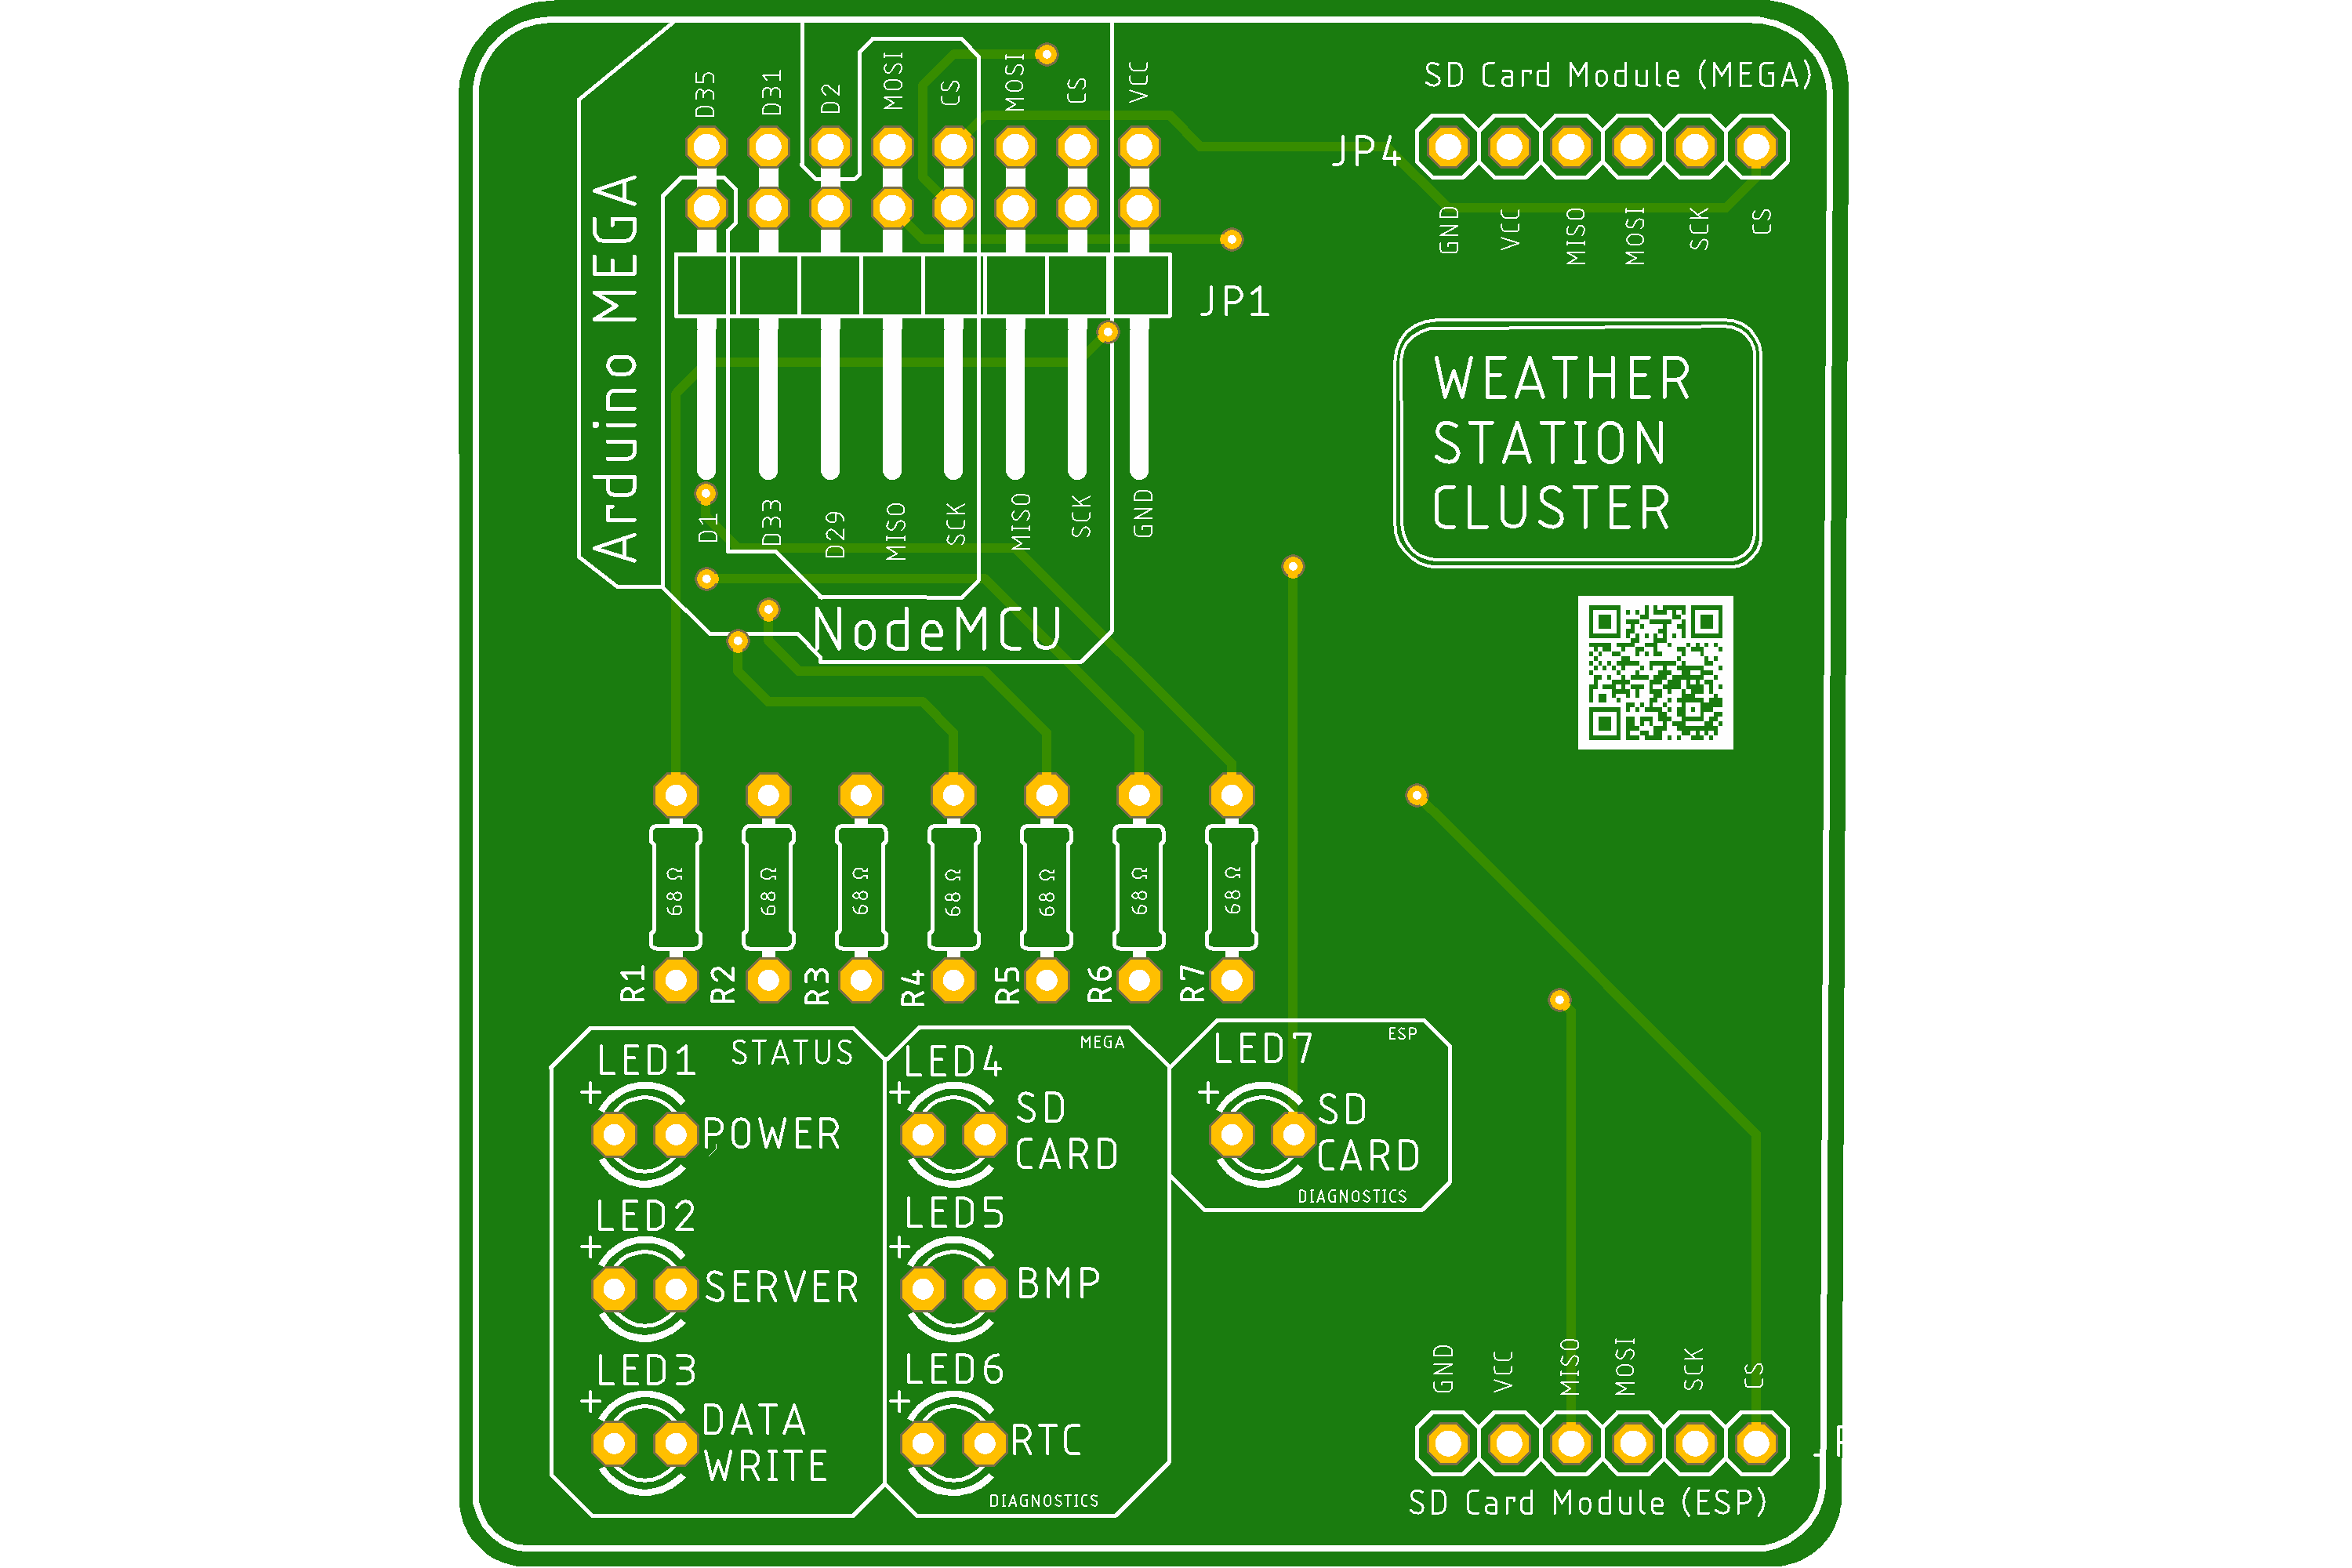 D35 D31 D2 MOSI CS MOSI CS VCC
SD Card Module (MEGA)
JP4
GND VCC MISO MOSI SCK CS
Arduino MEGA
JP1
WEATHER
STATION
CLUSTER
D1 D33 D29 MISO SCK MISO SCK GND
NodeMCU
68 Ω 68 Ω 68 Ω 68 Ω 68 Ω 68 Ω 68 Ω
R1 R2 R3 R4 R5 R6 R7
LED1 STATUS
POWER
LED2
SERVER
LED3
DATA
WRITE
LED4 MEGA
SD
CARD
LED5
BMP
LED6
RTC
DIAGNOSTICS
LED7 ESP
SD
CARD
DIAGNOSTICS
GND VCC MISO MOSI SCK CS
SD Card Module (ESP)